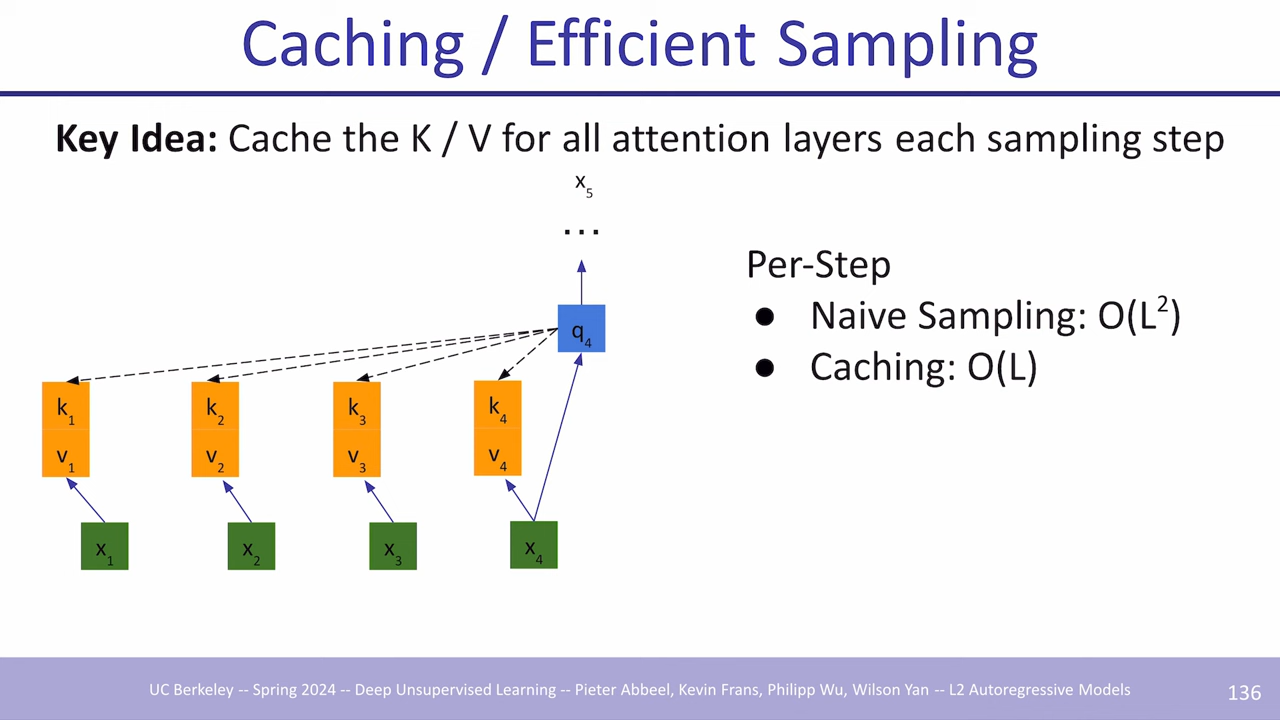 Caching / Efficient Sampling
Key Idea: Cache the K / V for all attention layers each sampling step
x₅
...
q₄
k₁ k₂ k₃ k₄
v₁ v₂ v₃ v₄
x₁ x₂ x₃ x₄
Per-Step
● Naive Sampling: O(L²)
● Caching: O(L)
UC Berkeley -- Spring 2024 -- Deep Unsupervised Learning -- Pieter Abbeel, Kevin Frans, Philipp Wu, Wilson Yan -- L2 Autoregressive Models
136